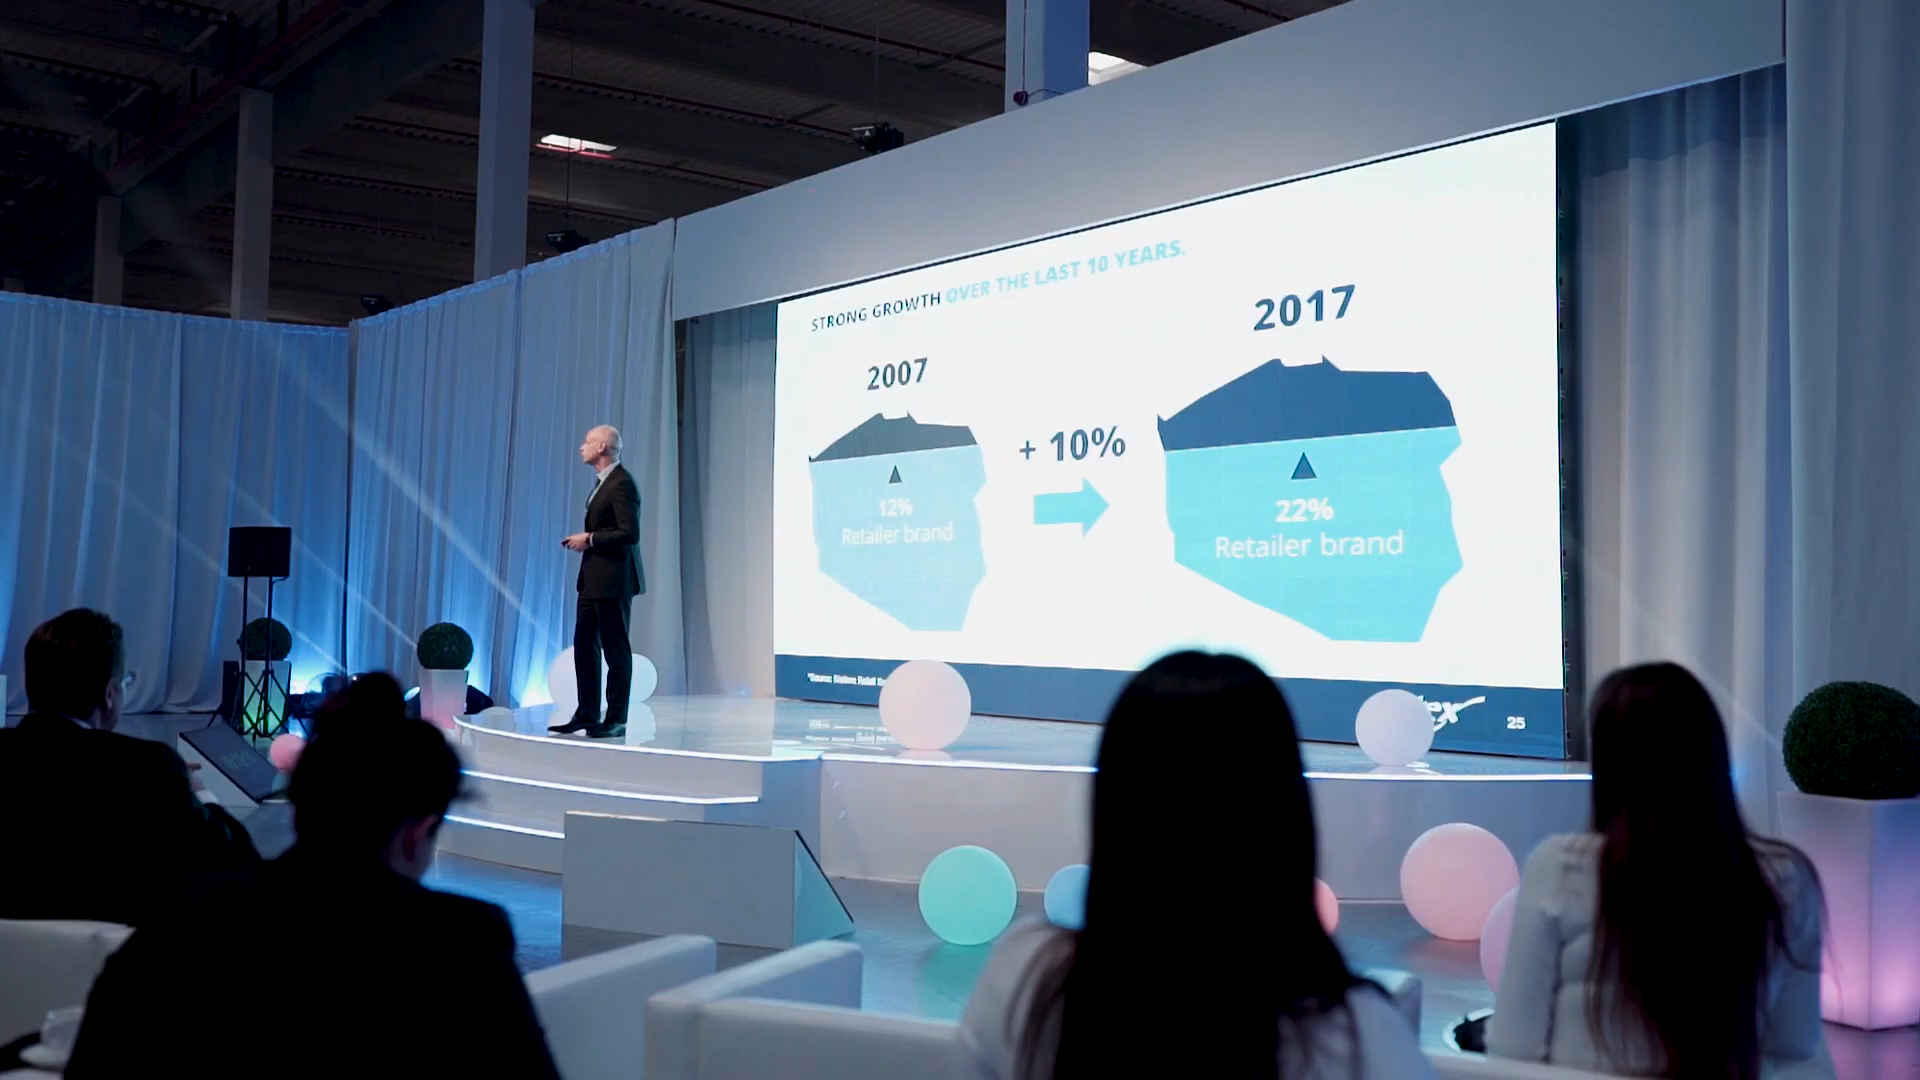 STRONG GROWTH OVER THE LAST 10 YEARS.
2007
2017
+ 10%
12%
Retailer brand
22%
Retailer brand
25